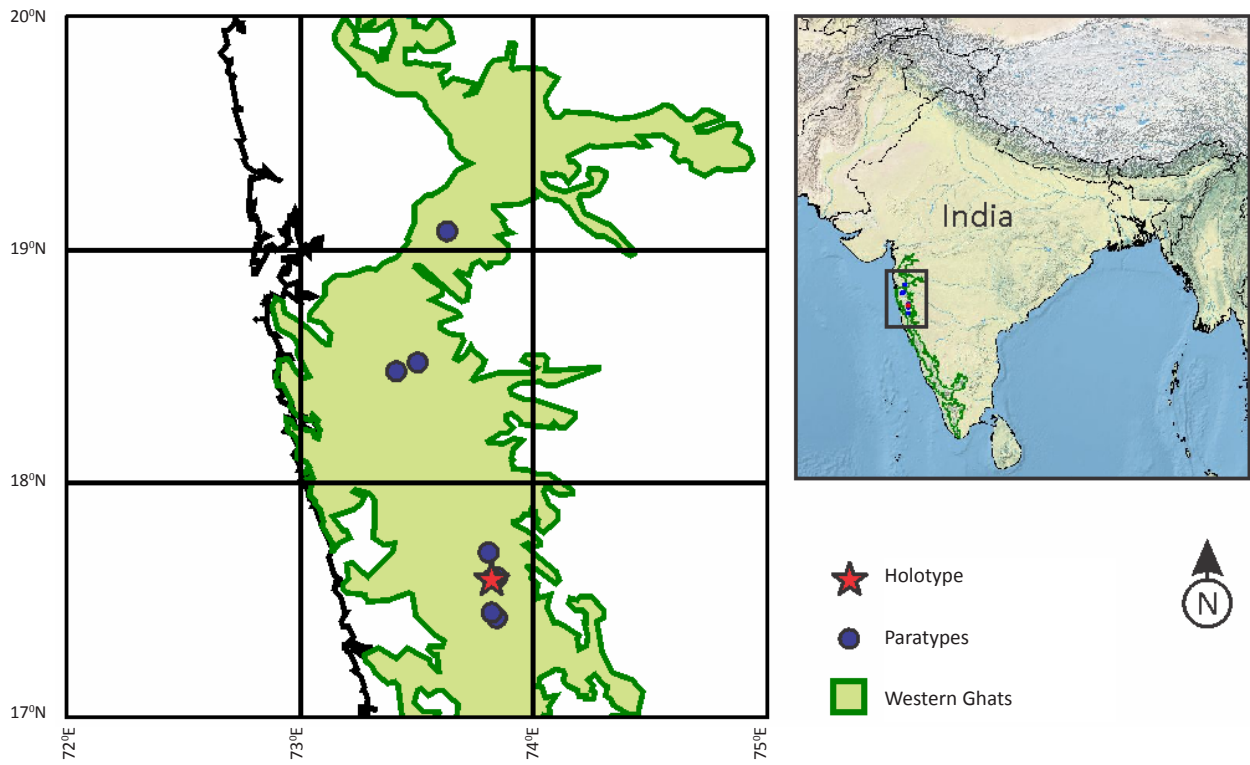 20⁰N
19⁰N
18⁰N
17⁰N
72⁰E
73⁰E
74⁰E
75⁰E
India
Holotype
Paratypes
Western Ghats
N